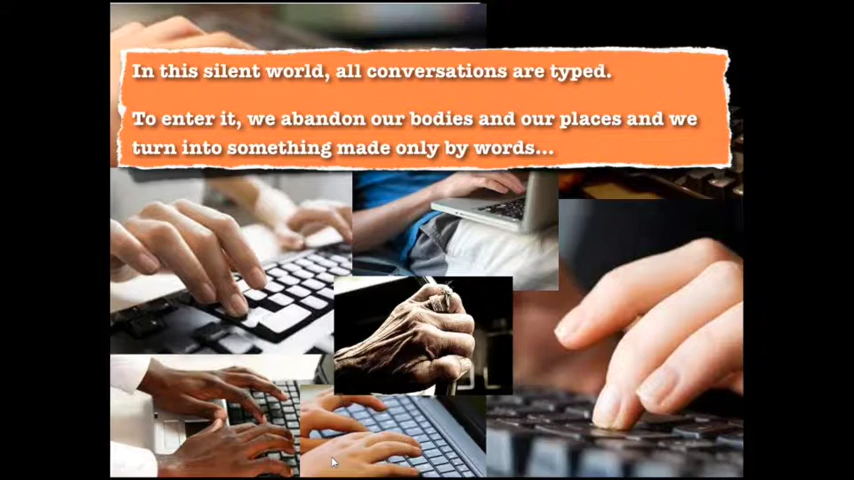 In this silent world, all conversations are typed.
To enter it, we abandon our bodies and our places and we
turn into something made only by words...